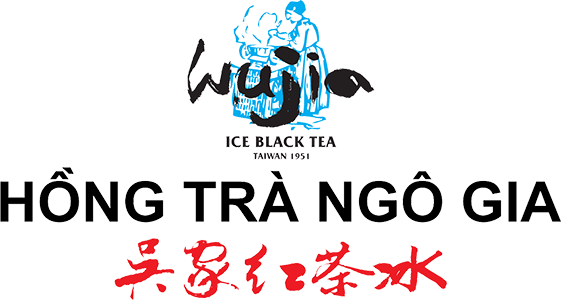 wujia
ICE BLACK TEA
TAIWAN 1951
HỒNG TRÀ NGÔ GIA
吴家红茶冰